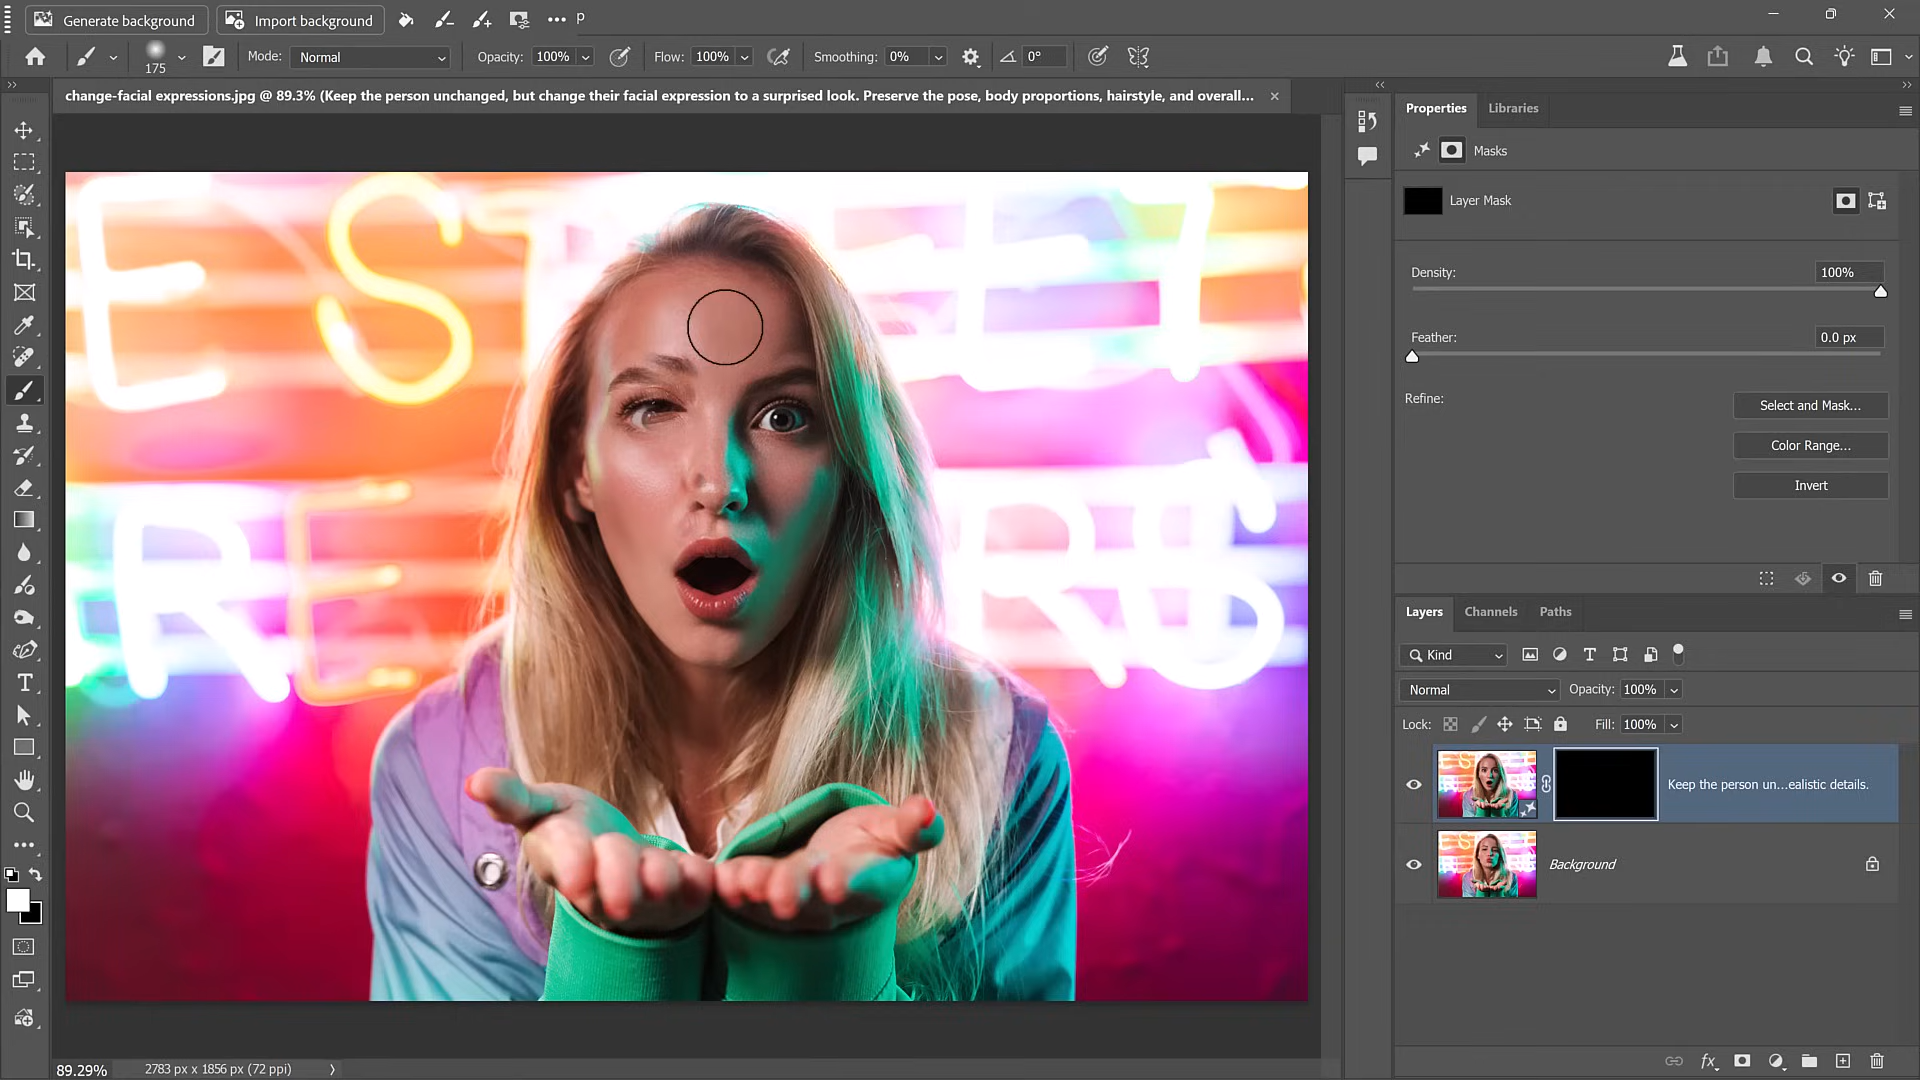 Generate background Import background p
175 Mode: Normal Opacity: 100% Flow: 100% Smoothing: 0% 0°
change-facial expressions.jpg @ 89.3% (Keep the person unchanged, but change their facial expression to a surprised look. Preserve the pose, body proportions, hairstyle, and overall... ×
Properties Libraries
Masks
Layer Mask
Density: 100%
Feather: 0.0 px
Refine:
Select and Mask...
Color Range...
Invert
Layers Channels Paths
Kind
Normal Opacity: 100%
Lock: Fill: 100%
Keep the person un...ealistic details.
Background
89.29% 2783 px x 1856 px (72 ppi)